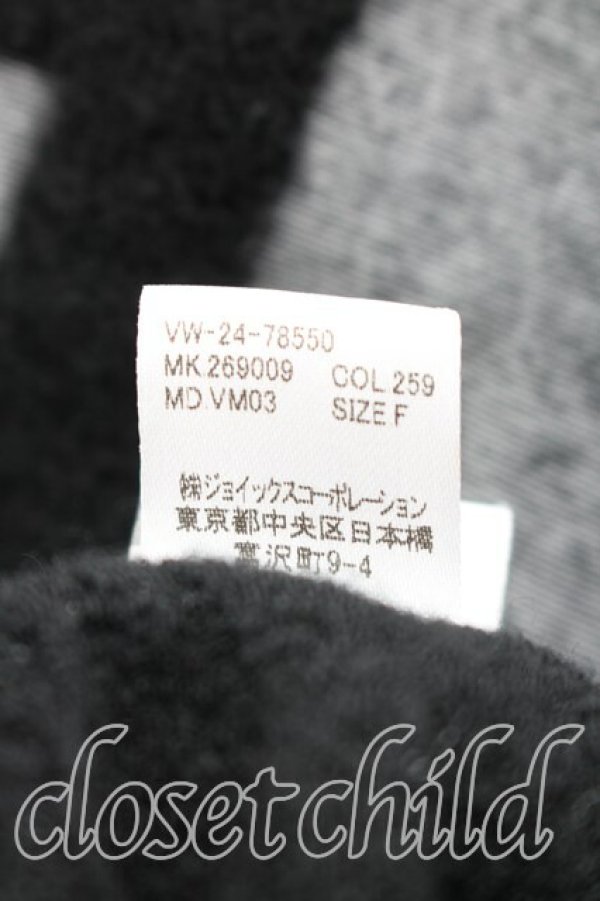 VW-24-78550
MK.269009 COL.259
MD.VM03 SIZE F
㈱ジョイックスコーポレーション
東京都中央区日本橋
富沢町9-4
closet child